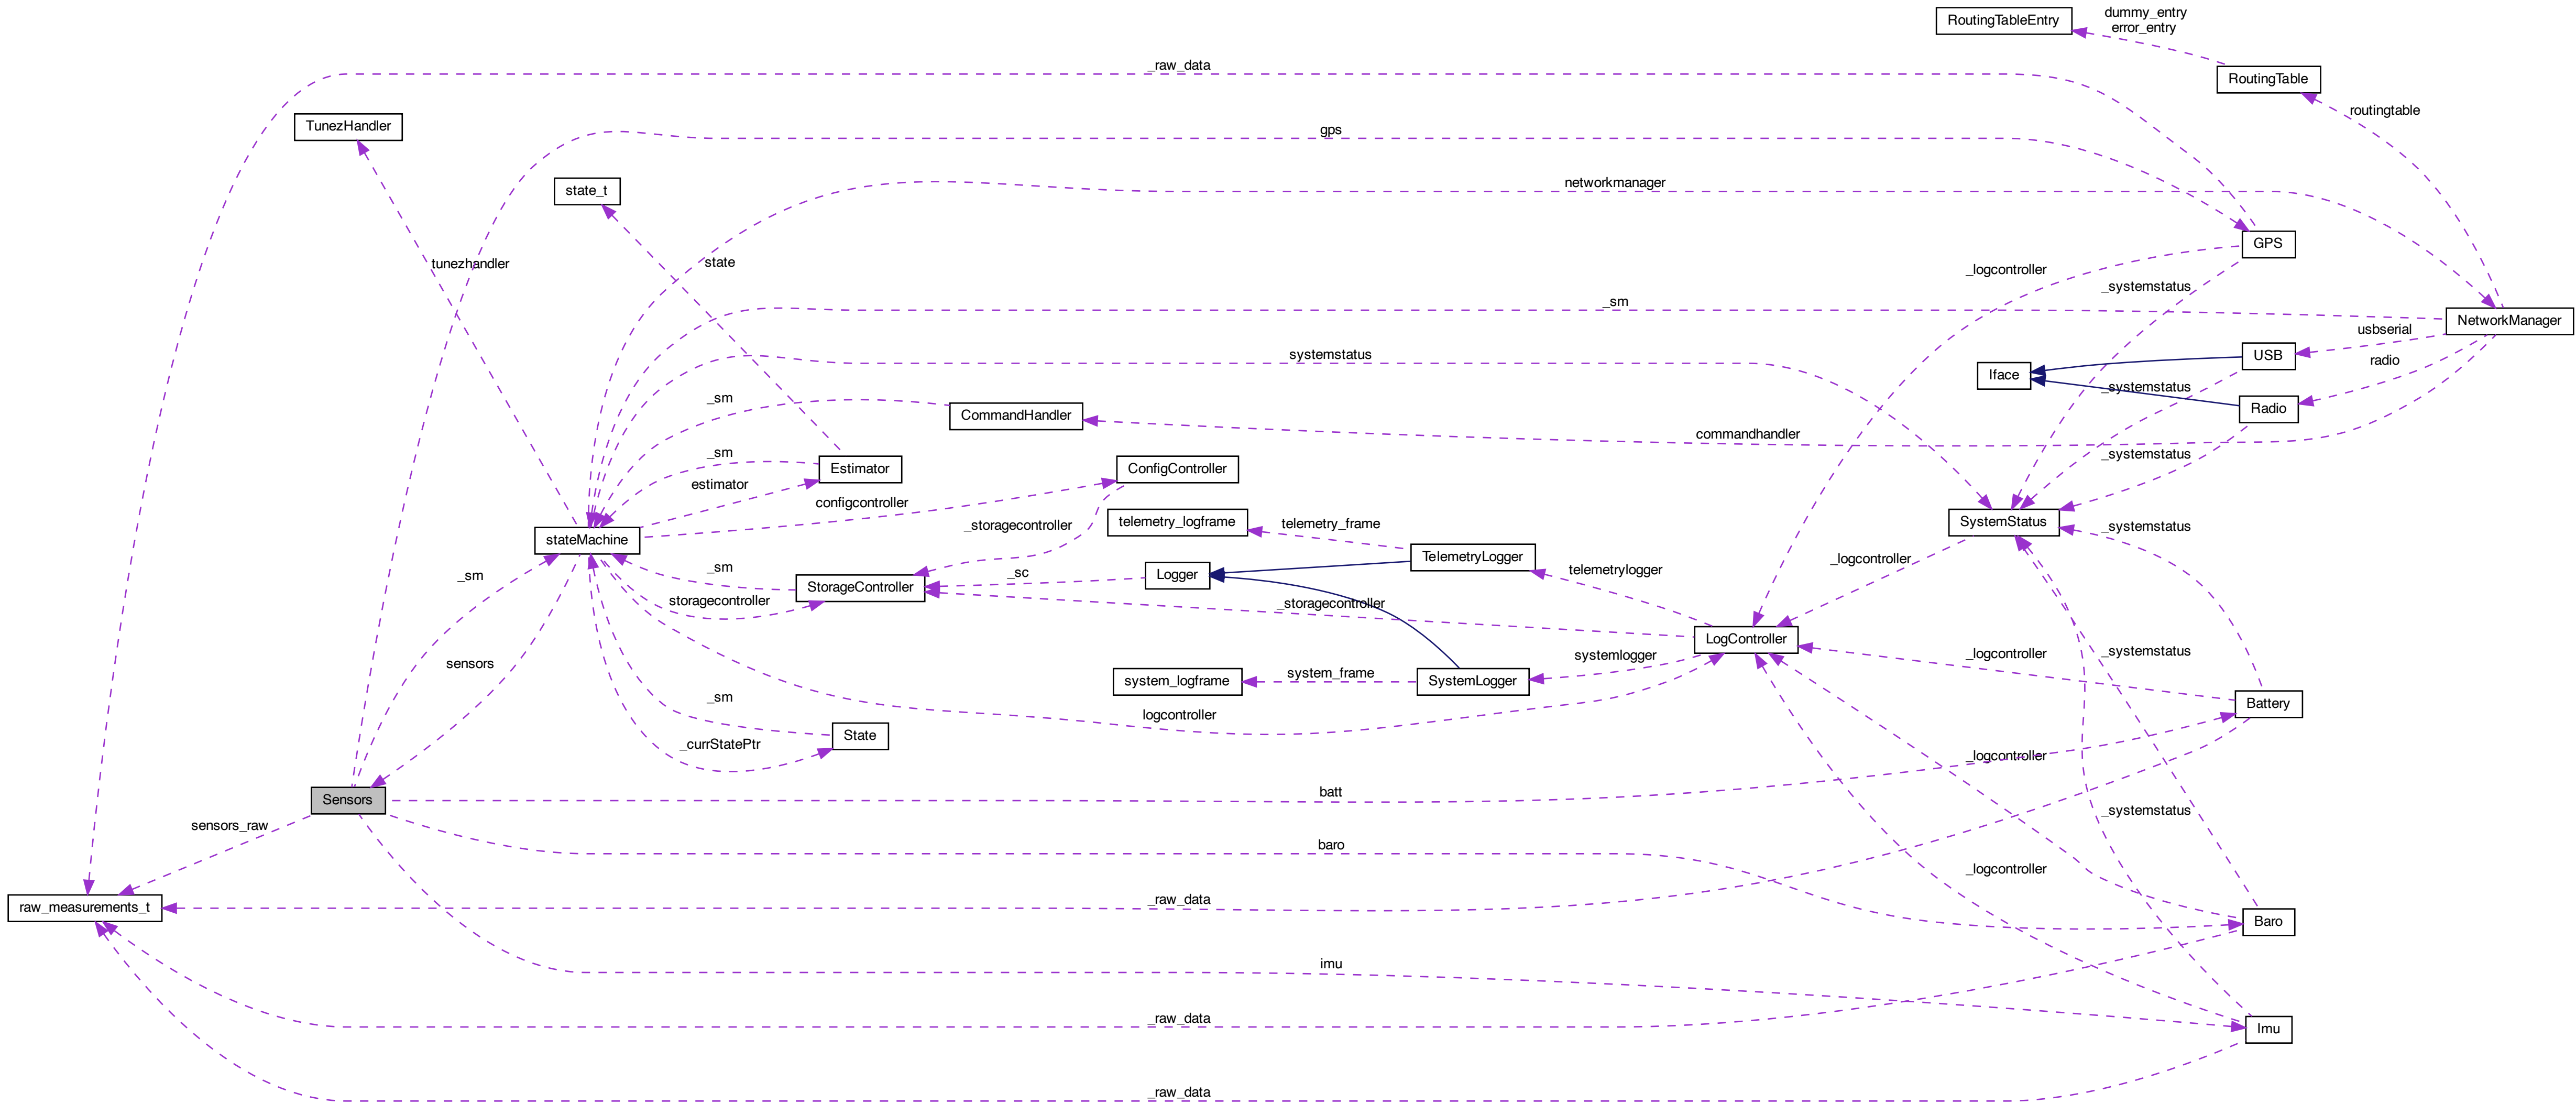 RoutingTableEntry
dummy_entry
error_entry
_raw_data
RoutingTable
routingtable
TunezHandler
gps
networkmanager
state_t
GPS
tunezhandler
state
_logcontroller
_systemstatus
_sm
NetworkManager
usbserial
systemstatus
USB
radio
Iface
_systemstatus
_sm
CommandHandler
Radio
commandhandler
_sm
Estimator
ConfigController
_systemstatus
estimator
configcontroller
telemetry_logframe
telemetry_frame
_storagecontroller
SystemStatus
_systemstatus
stateMachine
TelemetryLogger
_logcontroller
_sm
Logger
_sc
telemetrylogger
StorageController
storagecontroller
_storagecontroller
LogController
sensors
_sm
systemlogger
_logcontroller
_systemstatus
system_logframe
system_frame
SystemLogger
_sm
Battery
logcontroller
State
_currStatePtr
_logcontroller
Sensors
batt
_systemstatus
sensors_raw
baro
_logcontroller
raw_measurements_t
_raw_data
Baro
imu
_raw_data
Imu
_raw_data